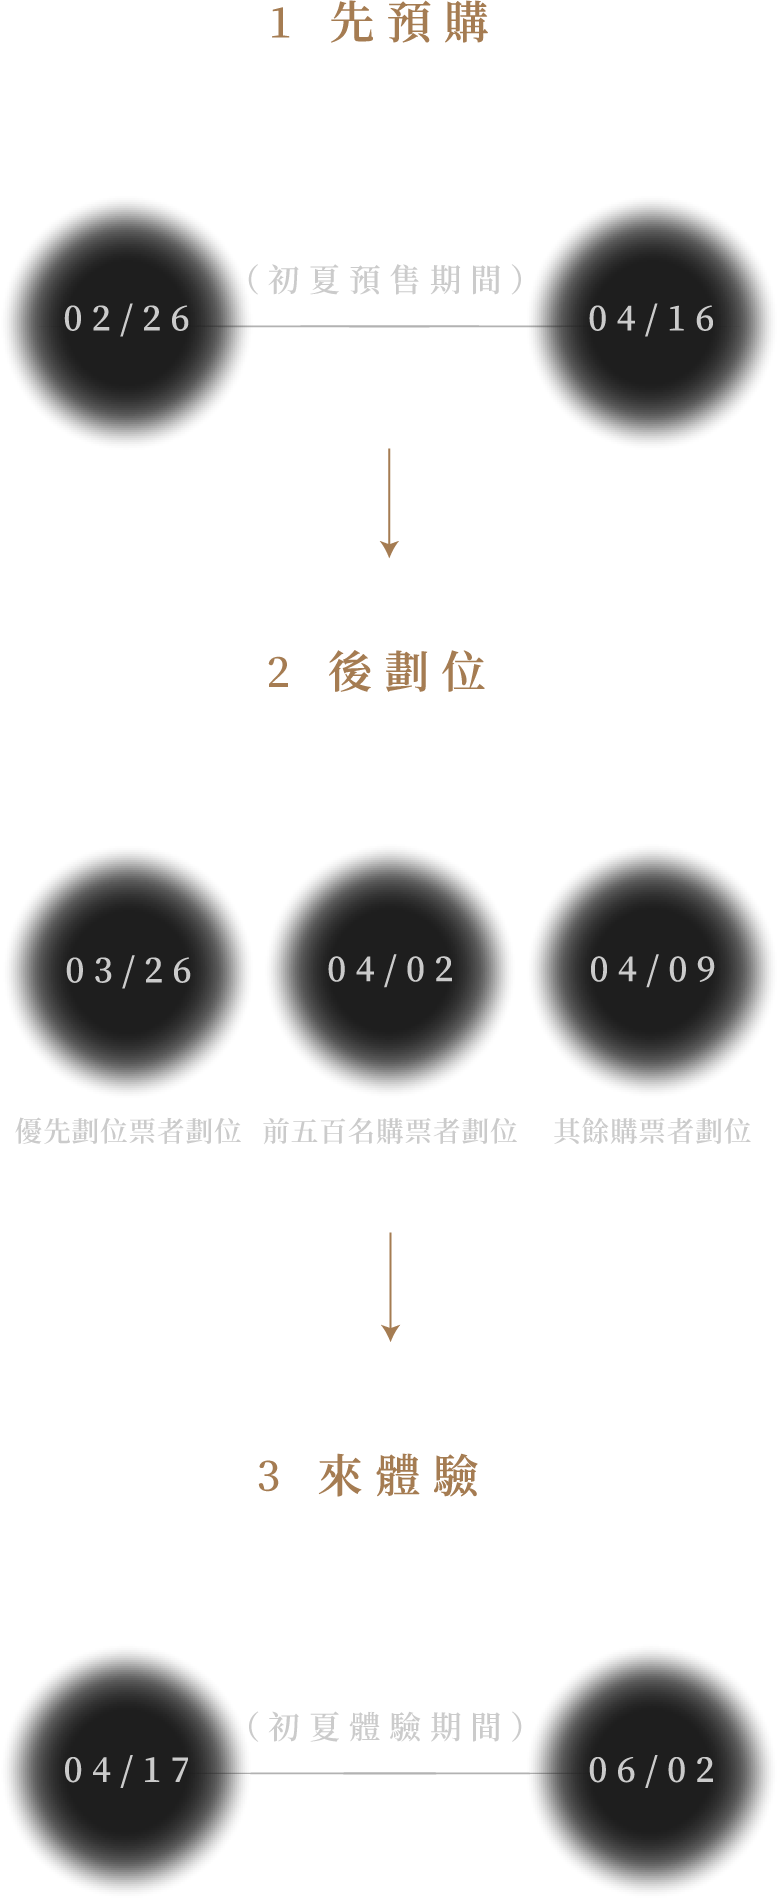 1 先預購
（初夏預售期間）
02/26 04/16
2 後劃位
03/26 04/02 04/09
優先劃位票者劃位 前五百名購票者劃位 其餘購票者劃位
3 來體驗
（初夏體驗期間）
04/17 06/02